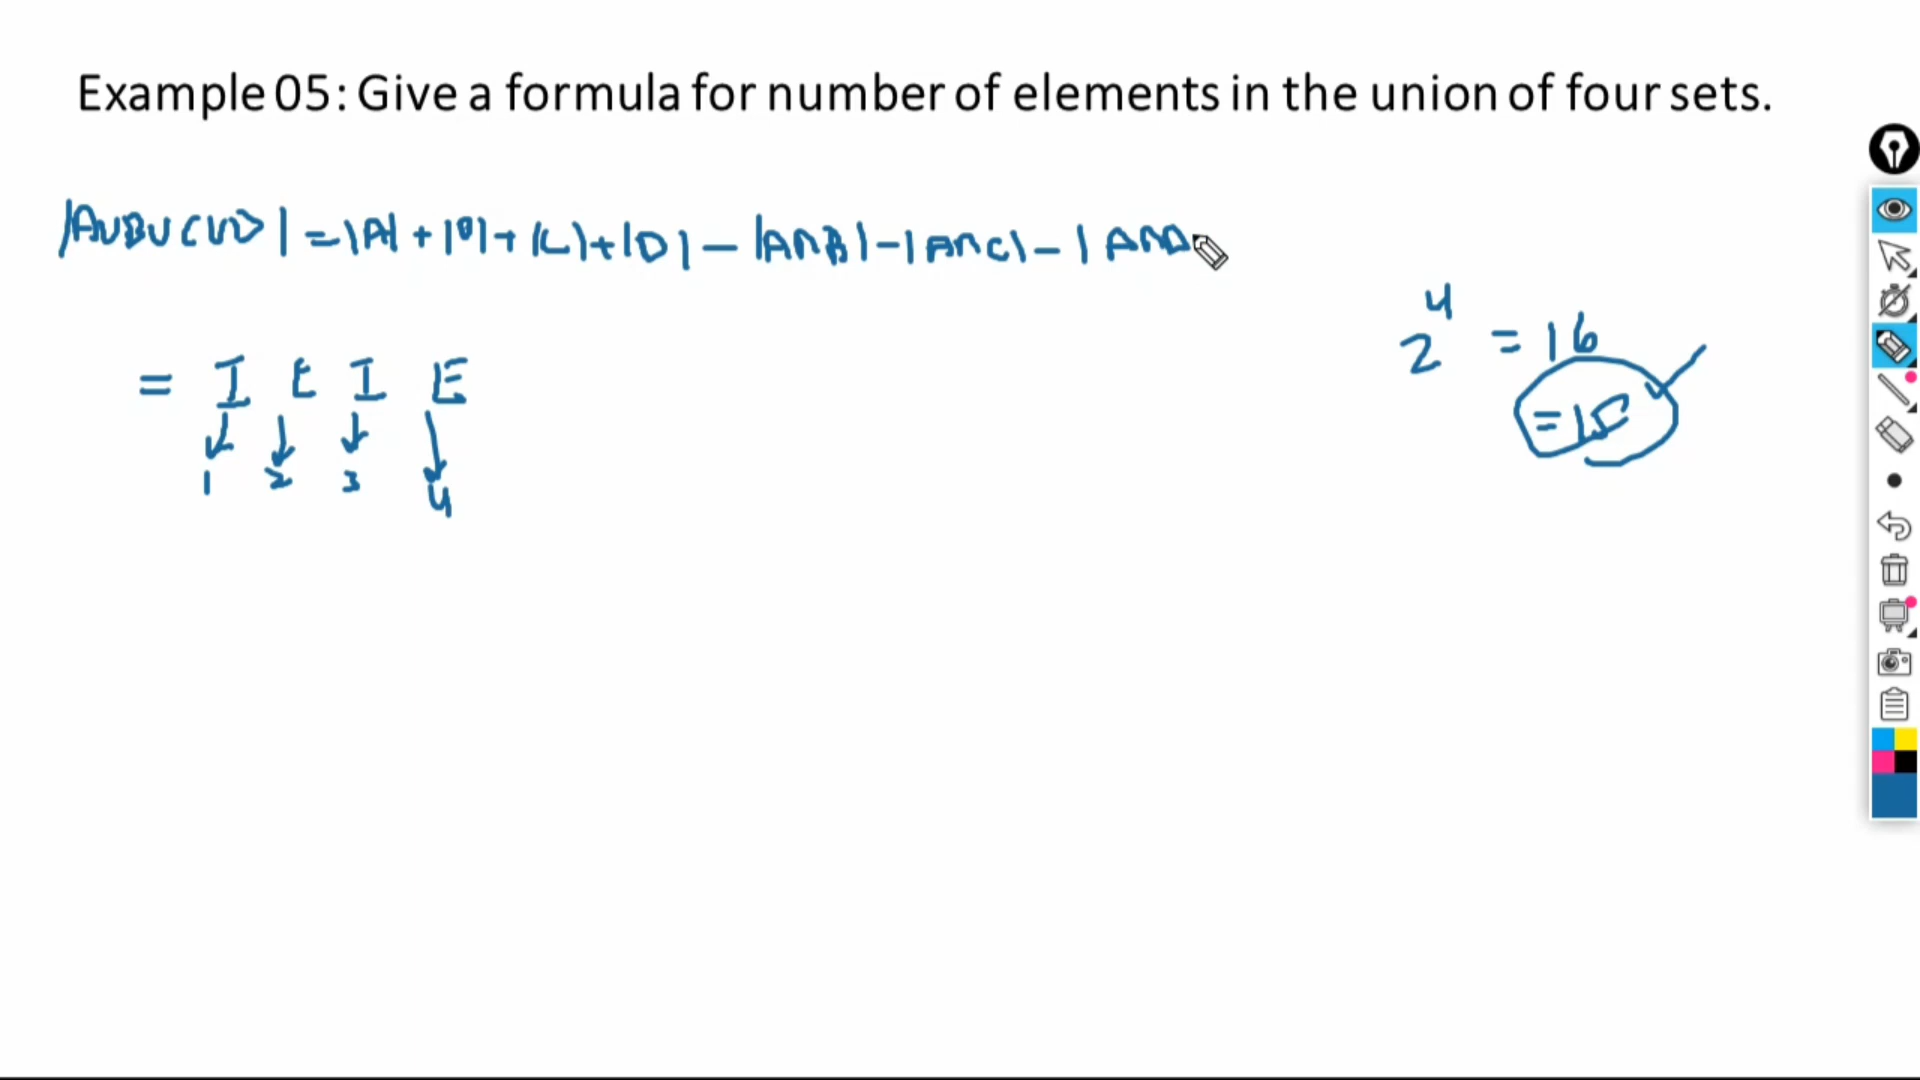 Example 05: Give a formula for number of elements in the union of four sets.
|A∪B∪C∪D| = |A| + |B| + |C| + |D| − |A∩B| − |A∩C| − |A∩D
2^4 = 16
= I E I E
= 15
1 2 3 4